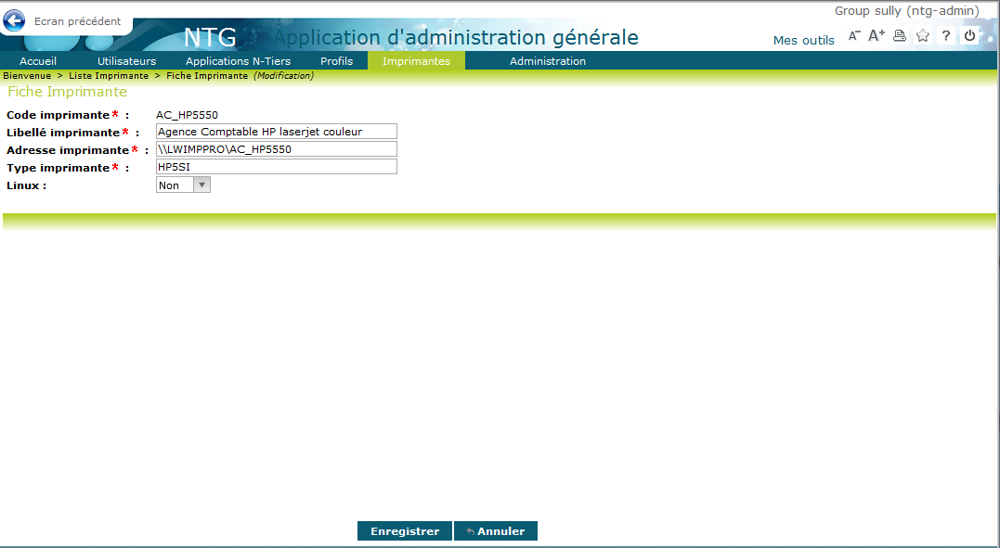 Group sully (ntg-admin)
Ecran précédent
NTG Application d'administration générale
Mes outils A- A+ ?
Accueil Utilisateurs Applications N-Tiers Profils Imprimantes Administration
Bienvenue > Liste Imprimante > Fiche Imprimante (Modification)
Fiche Imprimante
Code imprimante* : AC_HP5550
Libellé imprimante* : Agence Comptable HP laserjet couleur
Adresse imprimante* : \\LWIMPPRO\AC_HP5550
Type imprimante* : HP5SI
Linux : Non
Enregistrer Annuler